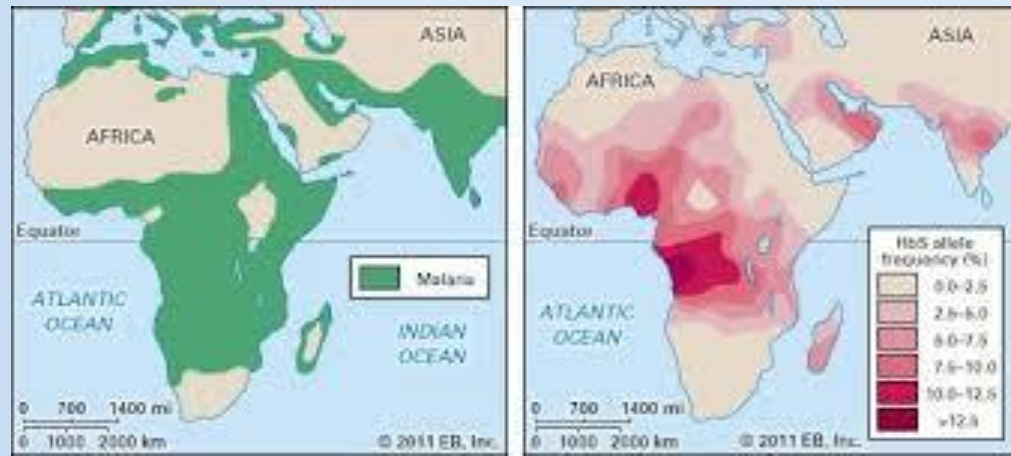 ASIA
AFRICA
Equator
Malaria
ATLANTIC
OCEAN
INDIAN
OCEAN
0 700 1400 mi
0 1000 2000 km
© 2011 EB, Inc.
ASIA
AFRICA
Equator
HbS allele
frequency (%)
0.0–2.5
2.5–5.0
5.0–7.5
7.5–10.0
10.0–12.5
>12.5
ATLANTIC
OCEAN
0 700 1400 mi
0 1000 2000 km
© 2011 EB, Inc.